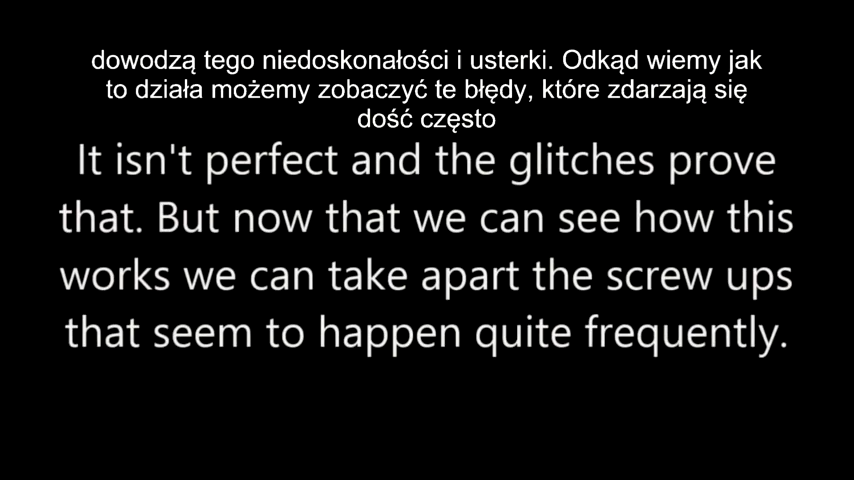 dowodzą tego niedoskonałości i usterki. Odkąd wiemy jak
to działa możemy zobaczyć te błędy, które zdarzają się
dość często
It isn't perfect and the glitches prove
that. But now that we can see how this
works we can take apart the screw ups
that seem to happen quite frequently.